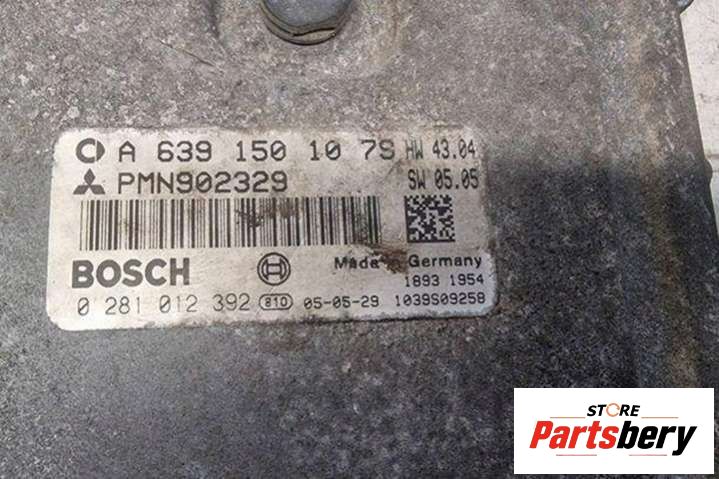 A 639 150 10 79 HW 43.04
PMN902329 SW 05.05
BOSCH Made in Germany
1893 1954
0 281 012 392 810 05-05-29 1039S09258
STORE
Partsbery